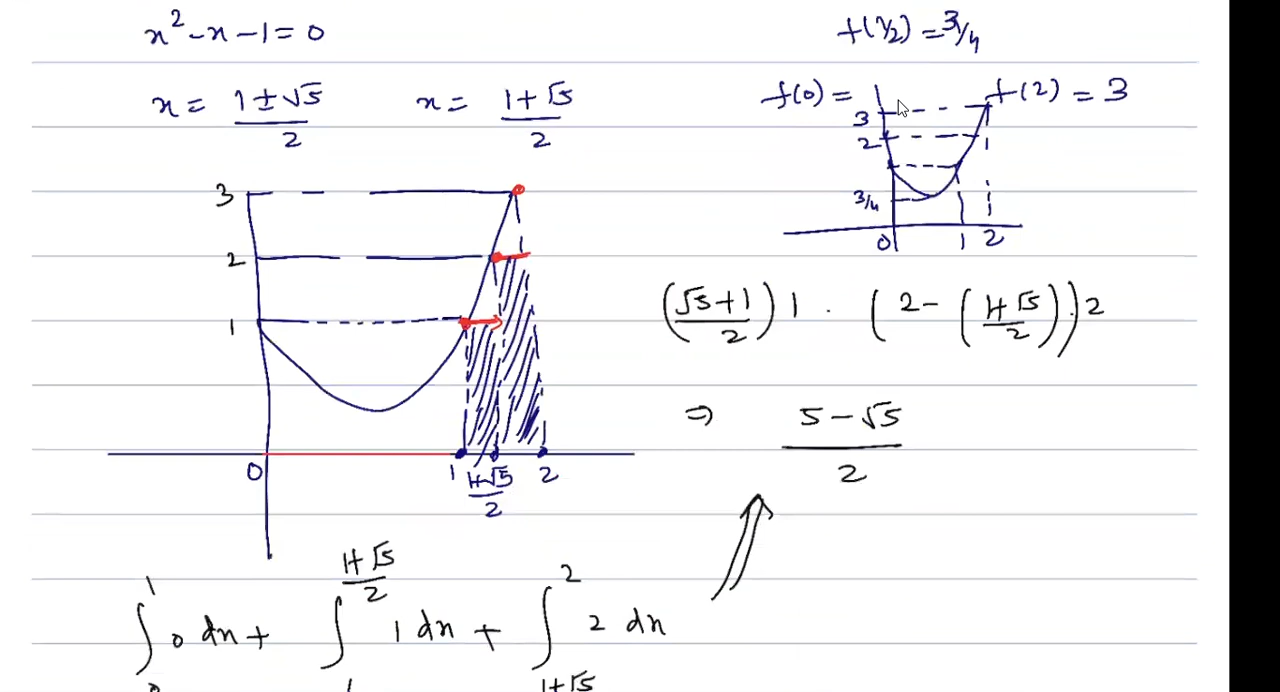 x² - x - 1 = 0
f(1/2) = 3/4
x = (1 ± √5)/2    x = (1 + √5)/2
f(0) = 1    f(2) = 3
3
2
1
3/4
0 1 2
3
2
1
0 1 (1+√5)/2 2
((√5+1)/2) 1 . (2 - ((1+√5)/2)) . 2
⇒ (5 - √5)/2
∫₀¹ 0 dx + ∫₁^((1+√5)/2) 1 dx + ∫_(1+√5)² 2 dx